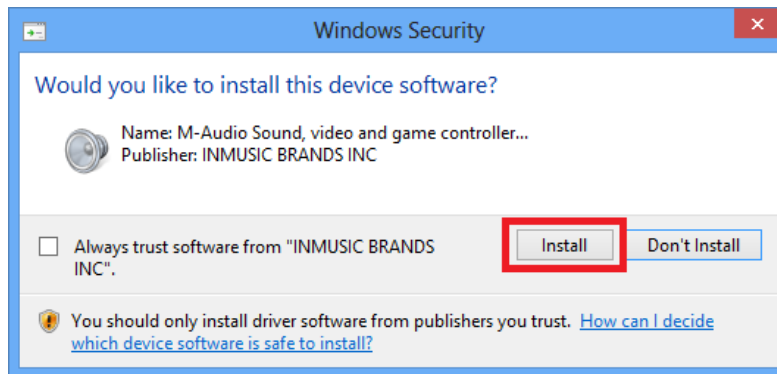 Windows Security
Would you like to install this device software?
Name: M-Audio Sound, video and game controller...
Publisher: INMUSIC BRANDS INC
Always trust software from "INMUSIC BRANDS
INC".
Install
Don't Install
You should only install driver software from publishers you trust. How can I decide
which device software is safe to install?